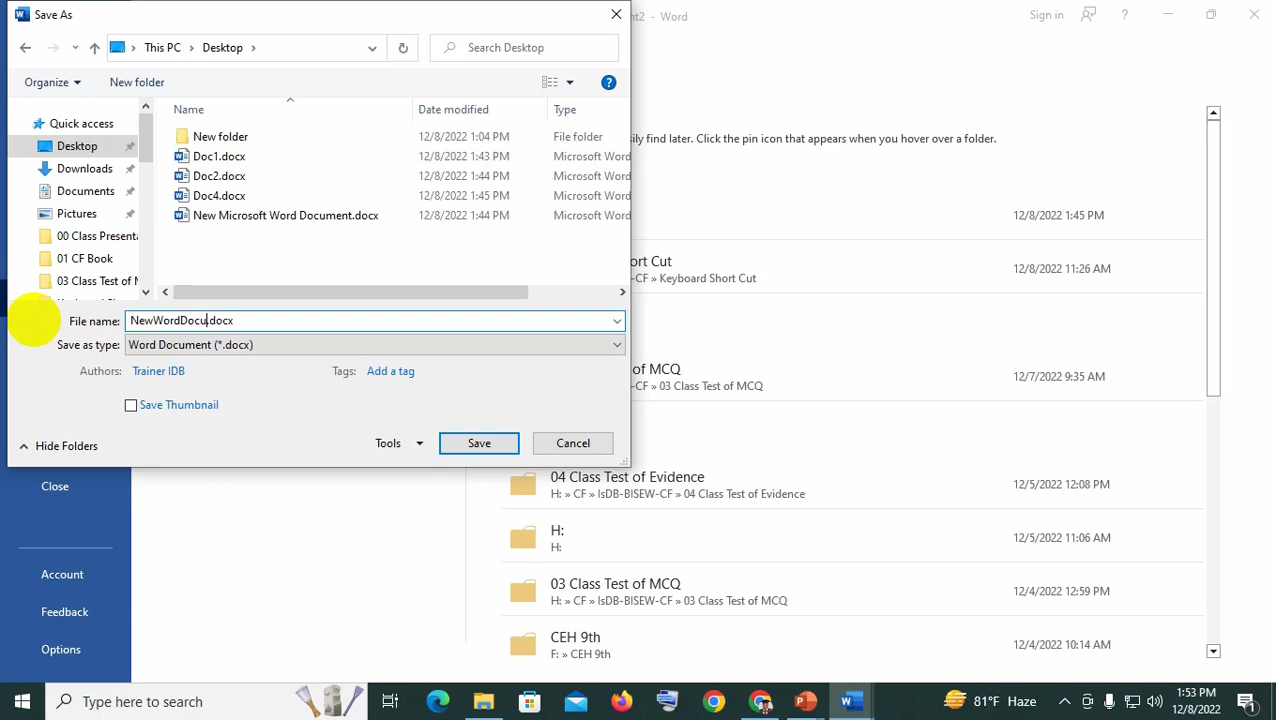 Save As
nt2 - Word
Sign in
?
This PC
Desktop
Search Desktop
Organize
New folder
?
Name
Date modified
Type
Quick access
Desktop
Downloads
Documents
Pictures
00 Class Presenta
01 CF Book
03 Class Test of M
New folder 12/8/2022 1:04 PM File folder
Doc1.docx 12/8/2022 1:43 PM Microsoft Word
Doc2.docx 12/8/2022 1:44 PM Microsoft Word
Doc4.docx 12/8/2022 1:45 PM Microsoft Word
New Microsoft Word Document.docx 12/8/2022 1:44 PM Microsoft Word
File name: NewWordDocu.docx
Save as type: Word Document (*.docx)
Authors: Trainer IDB
Tags: Add a tag
Save Thumbnail
Hide Folders
Tools
Save
Cancel
sily find later. Click the pin icon that appears when you hover over a folder.
12/8/2022 1:45 PM
ort Cut
-CF » Keyboard Short Cut
12/8/2022 11:26 AM
of MCQ
-CF » 03 Class Test of MCQ
12/7/2022 9:35 AM
04 Class Test of Evidence
H: » CF » IsDB-BISEW-CF » 04 Class Test of Evidence
12/5/2022 12:08 PM
H:
H:
12/5/2022 11:06 AM
03 Class Test of MCQ
H: » CF » IsDB-BISEW-CF » 03 Class Test of MCQ
12/4/2022 12:59 PM
CEH 9th
F: » CEH 9th
12/4/2022 10:14 AM
Close
Account
Feedback
Options
Type here to search
81°F Haze
1:53 PM
12/8/2022
1